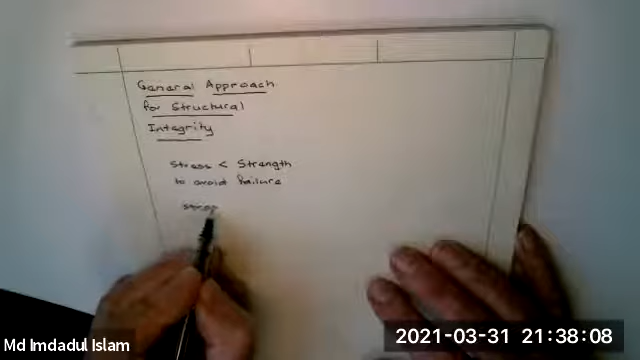 General Approach
for Structural
Integrity
Stress < Strength
to avoid failure
stress
Md Imdadul Islam
2021-03-31 21:38:08